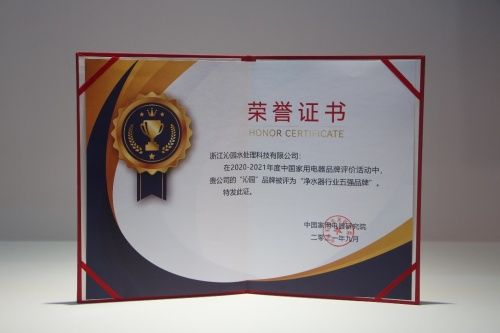 荣誉证书
HONOR CERTIFICATE
浙江沁园水处理科技有限公司：
在2020-2021年度中国家用电器品牌评价活动中，
贵公司的“沁园”品牌被评为“净水器行业五强品牌”。
特发此证。
中国家用电器研究院
二零二一年九月